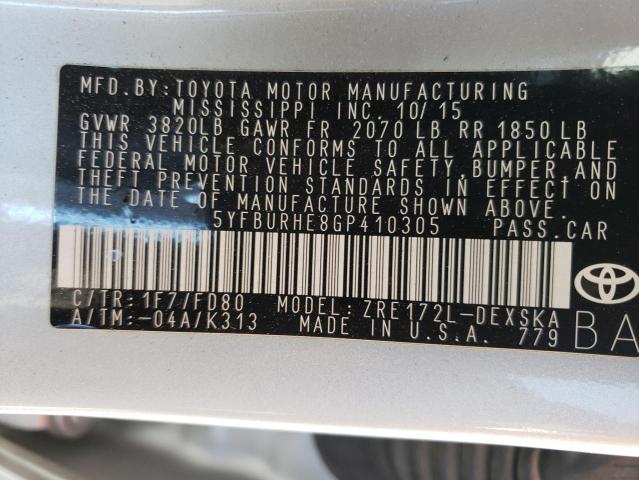 MFD.BY:TOYOTA MOTOR MANUFACTURING
MISSISSIPPI INC. 10/15
GVWR 3820LB GAWR FR 2070 LB RR 1850 LB
THIS VEHICLE CONFORMS TO ALL APPLICABLE
FEDERAL MOTOR VEHICLE SAFETY,BUMPER,AND
THEFT PREVENTION STANDARDS IN EFFECT ON
THE DATE OF MANUFACTURE SHOWN ABOVE.
5YFBURHE8GP410305 PASS.CAR
C/TR:1F7/FD80 MODEL:ZRE172L-DEXSKA
A/TM:-04A/K313 MADE IN U.S.A. 779
BA